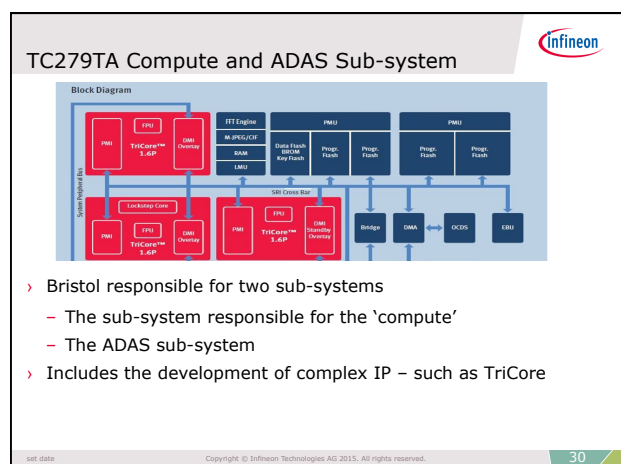 infineon
TC279TA Compute and ADAS Sub-system
Block Diagram
System Peripheral Bus
PMI
FPU
TriCore™
1.6P
DMI
Overlay
FFT Engine
M-JPEG/CIF
RAM
LMU
PMU
Data Flash
BROM
Key Flash
Progr.
Flash
Progr.
Flash
PMU
Progr.
Flash
Progr.
Flash
SRI Cross Bar
Lockstep Core
PMI
FPU
TriCore™
1.6P
DMI
Overlay
PMI
FPU
TriCore™
1.6P
DMI
Standby
Overlay
Bridge
DMA
OCDS
EBU
› Bristol responsible for two sub-systems
– The sub-system responsible for the ‘compute’
– The ADAS sub-system
› Includes the development of complex IP – such as TriCore
set date
Copyright © Infineon Technologies AG 2015. All rights reserved.
30